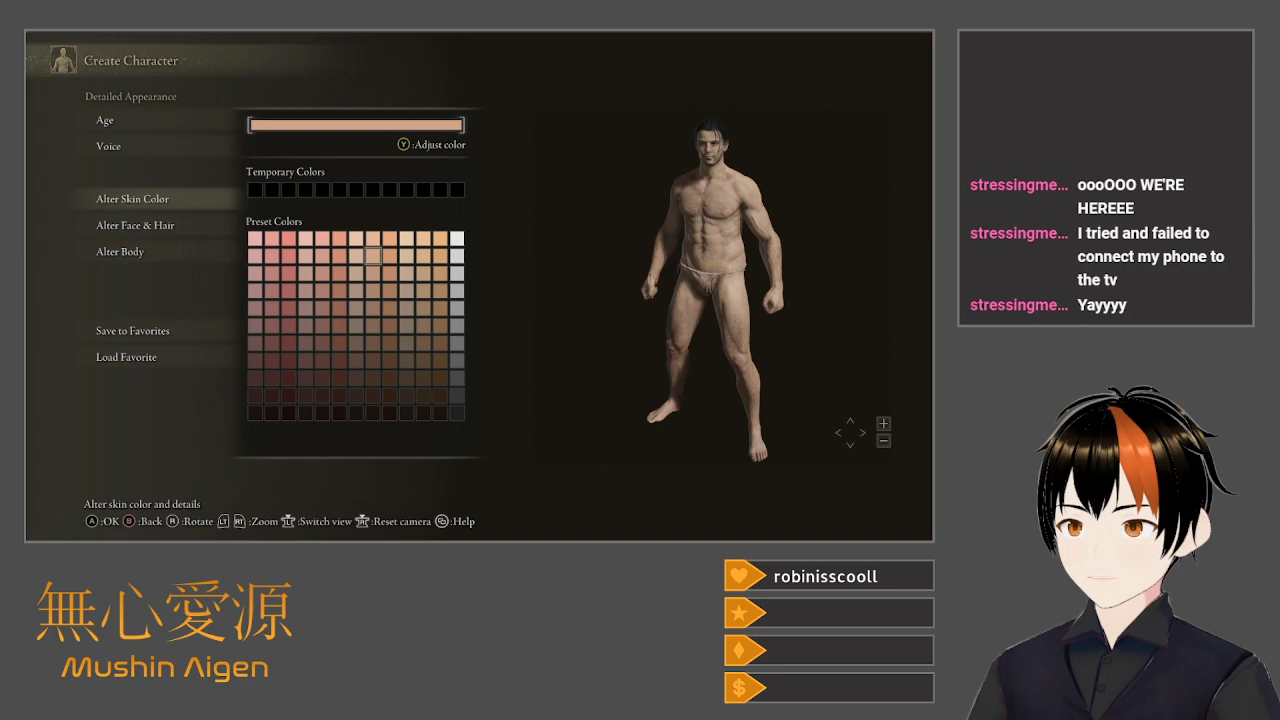 Create Character
Detailed Appearance
Age
Voice
Alter Skin Color
Alter Face & Hair
Alter Body
Save to Favorites
Load Favorite
Y :Adjust color
Temporary Colors
Preset Colors
Alter skin color and details
A :OK B :Back R :Rotate LT RT :Zoom L :Switch view R :Reset camera :Help
stressingme... oooOOO WE'RE
HEREEE
stressingme... I tried and failed to
connect my phone to
the tv
stressingme... Yayyyy
無心愛源
Mushin Aigen
robinisscooll
$